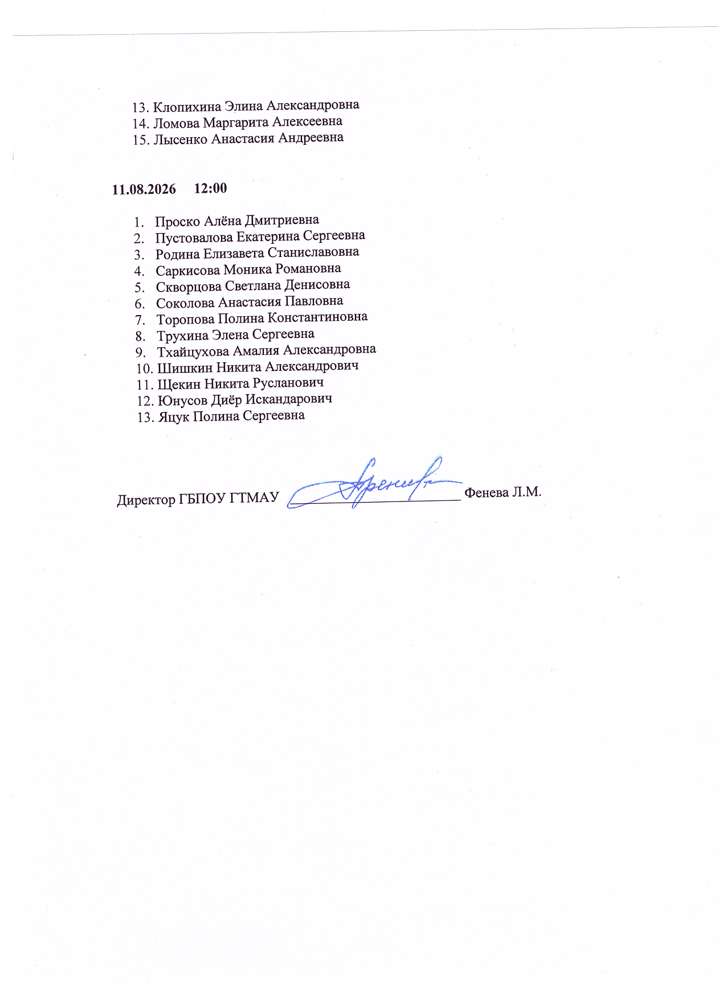 13. Клопихина Элина Александровна
14. Ломова Маргарита Алексеевна
15. Лысенко Анастасия Андреевна
11.08.2026 12:00
1. Проско Алёна Дмитриевна
2. Пустовалова Екатерина Сергеевна
3. Родина Елизавета Станиславовна
4. Саркисова Моника Романовна
5. Скворцова Светлана Денисовна
6. Соколова Анастасия Павловна
7. Торопова Полина Константиновна
8. Трухина Элена Сергеевна
9. Тхайцухова Амалия Александровна
10. Шишкин Никита Александрович
11. Щекин Никита Русланович
12. Юнусов Диёр Искандарович
13. Яцук Полина Сергеевна
Директор ГБПОУ ГТМАУ Фенева Л.М.